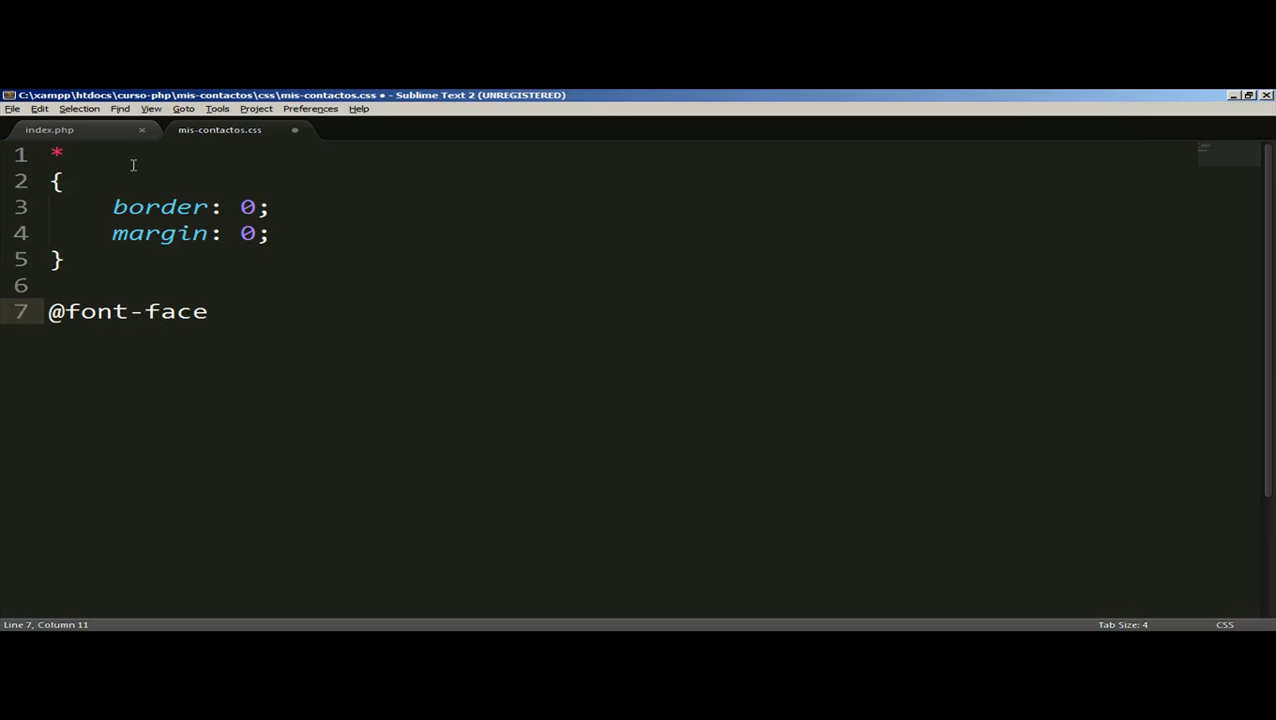 C:\xampp\htdocs\curso-php\mis-contactos\css\mis-contactos.css • - Sublime Text 2 (UNREGISTERED)
File Edit Selection Find View Goto Tools Project Preferences Help
index.php mis-contactos.css
1 *
2 {
3 border: 0;
4 margin: 0;
5 }
6
7 @font-face
Line 7, Column 11 Tab Size: 4 CSS